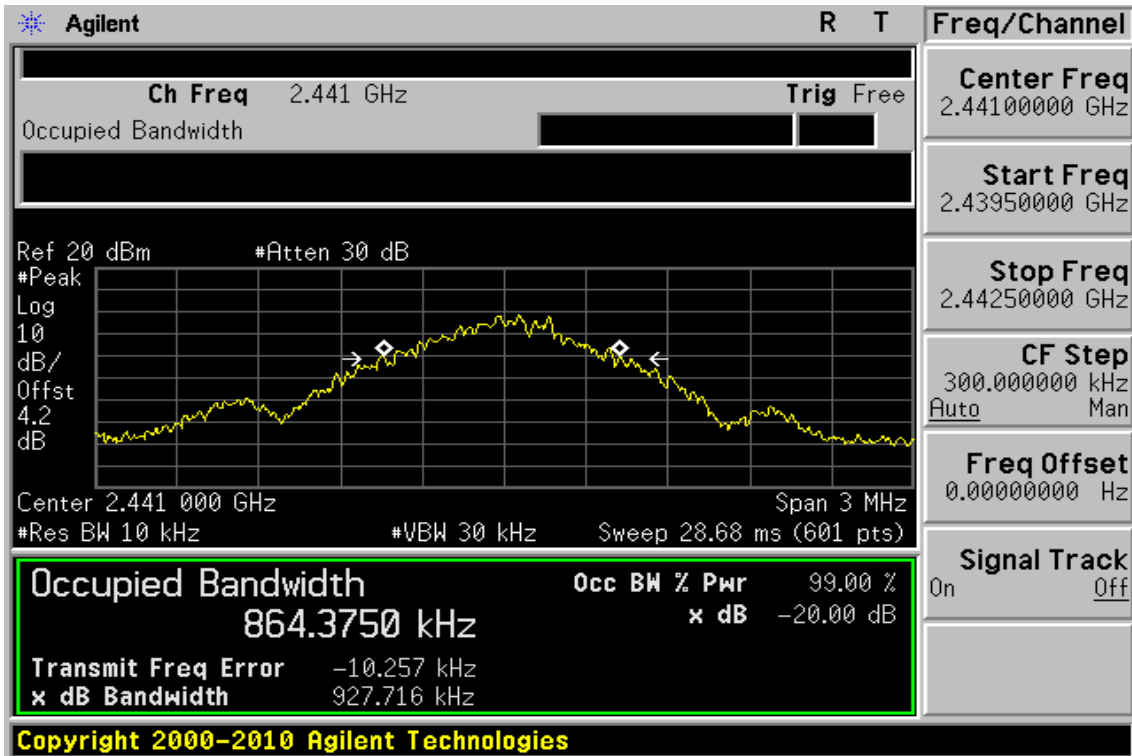 Agilent R T
Ch Freq 2.441 GHz Trig Free
Occupied Bandwidth
Ref 20 dBm #Atten 30 dB
#Peak
Log
10
dB/
Offst
4.2
dB
Center 2.441 000 GHz Span 3 MHz
#Res BW 10 kHz #VBW 30 kHz Sweep 28.68 ms (601 pts)
Occupied Bandwidth Occ BW % Pwr 99.00 %
864.3750 kHz x dB -20.00 dB
Transmit Freq Error -10.257 kHz
x dB Bandwidth 927.716 kHz
Copyright 2000-2010 Agilent Technologies
Freq/Channel
Center Freq
2.44100000 GHz
Start Freq
2.43950000 GHz
Stop Freq
2.44250000 GHz
CF Step
300.000000 kHz
Auto Man
Freq Offset
0.00000000 Hz
Signal Track
On Off